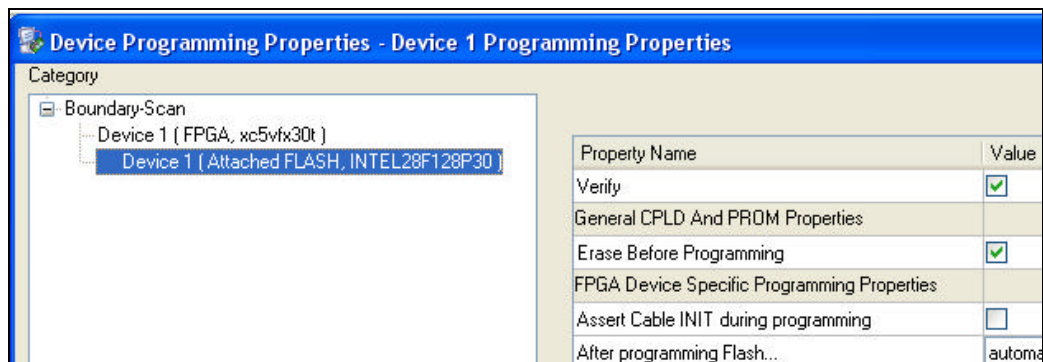 Device Programming Properties - Device 1 Programming Properties
Category
Boundary-Scan
Device 1 ( FPGA, xc5vfx30t )
Device 1 ( Attached FLASH, INTEL28F128P30 )
Property Name Value
Verify
General CPLD And PROM Properties
Erase Before Programming
FPGA Device Specific Programming Properties
Assert Cable INIT during programming
After programming Flash... automa